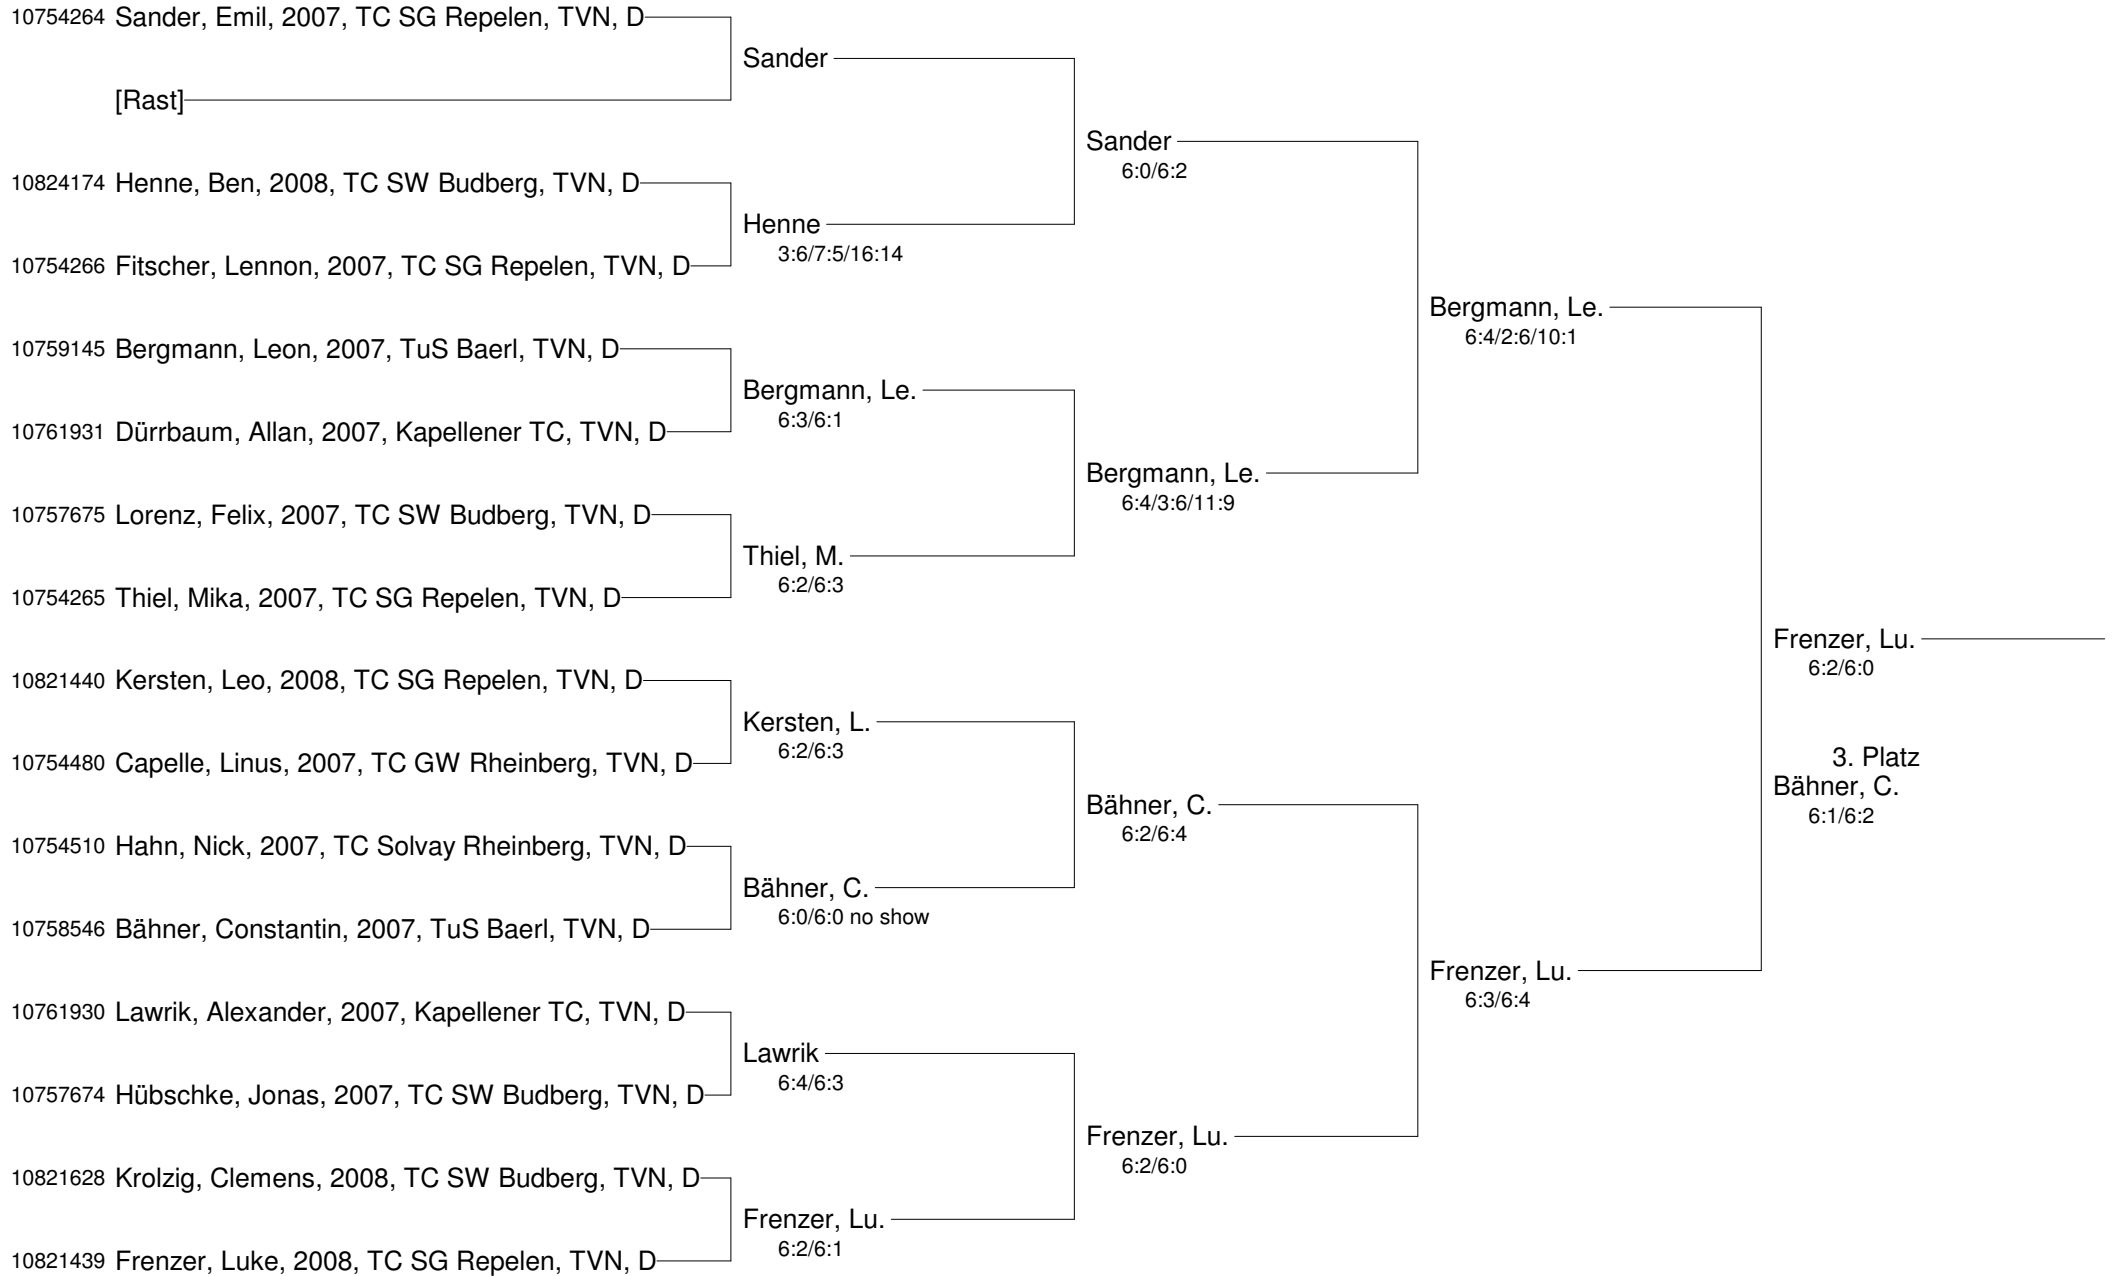 10754264 Sander, Emil, 2007, TC SG Repelen, TVN, D
Sander
[Rast]
Sander
6:0/6:2
10824174 Henne, Ben, 2008, TC SW Budberg, TVN, D
Henne
3:6/7:5/16:14
10754266 Fitscher, Lennon, 2007, TC SG Repelen, TVN, D
Bergmann, Le.
6:4/2:6/10:1
10759145 Bergmann, Leon, 2007, TuS Baerl, TVN, D
Bergmann, Le.
6:3/6:1
10761931 Dürrbaum, Allan, 2007, Kapellener TC, TVN, D
Bergmann, Le.
6:4/3:6/11:9
10757675 Lorenz, Felix, 2007, TC SW Budberg, TVN, D
Thiel, M.
6:2/6:3
10754265 Thiel, Mika, 2007, TC SG Repelen, TVN, D
Frenzer, Lu.
6:2/6:0
10821440 Kersten, Leo, 2008, TC SG Repelen, TVN, D
Kersten, L.
6:2/6:3
10754480 Capelle, Linus, 2007, TC GW Rheinberg, TVN, D
3. Platz
Bähner, C.
6:1/6:2
Bähner, C.
6:2/6:4
10754510 Hahn, Nick, 2007, TC Solvay Rheinberg, TVN, D
Bähner, C.
6:0/6:0 no show
10758546 Bähner, Constantin, 2007, TuS Baerl, TVN, D
Frenzer, Lu.
6:3/6:4
10761930 Lawrik, Alexander, 2007, Kapellener TC, TVN, D
Lawrik
6:4/6:3
10757674 Hübschke, Jonas, 2007, TC SW Budberg, TVN, D
Frenzer, Lu.
6:2/6:0
10821628 Krolzig, Clemens, 2008, TC SW Budberg, TVN, D
Frenzer, Lu.
6:2/6:1
10821439 Frenzer, Luke, 2008, TC SG Repelen, TVN, D